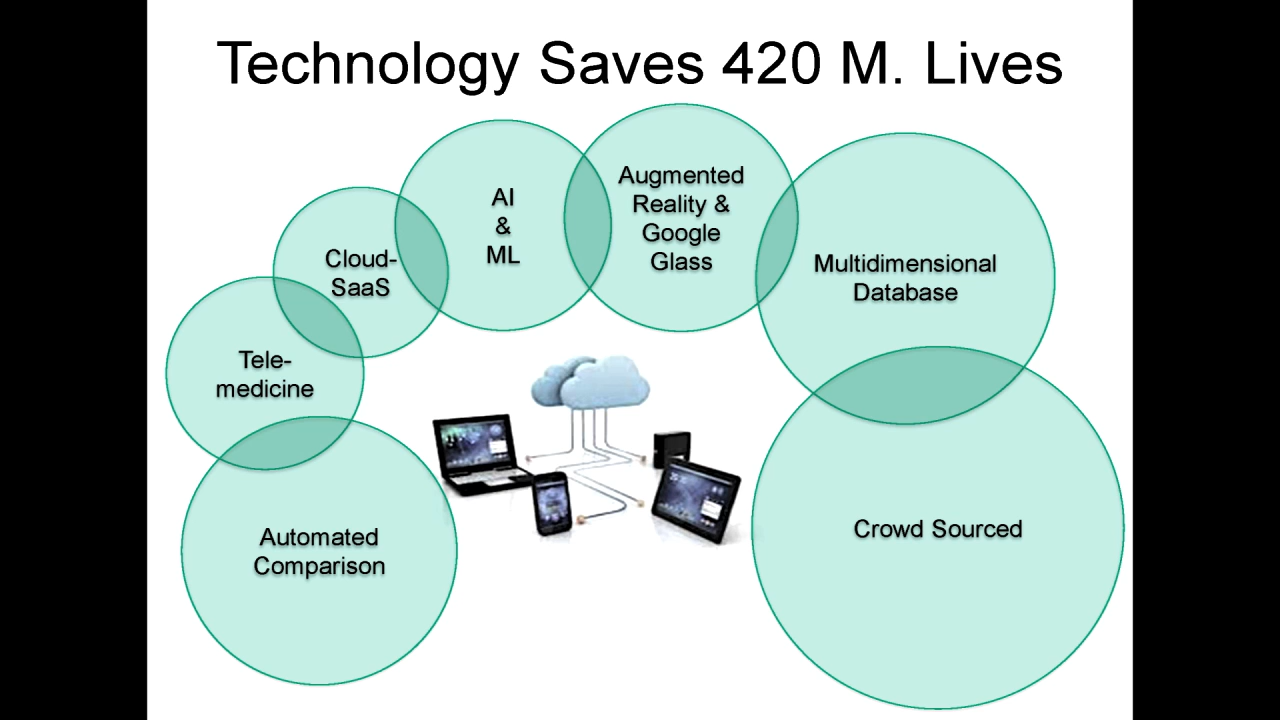 Technology Saves 420 M. Lives
Augmented
Reality &
Google
Glass
AI
&
ML
Cloud-
SaaS
Multidimensional
Database
Tele-
medicine
Automated
Comparison
Crowd Sourced